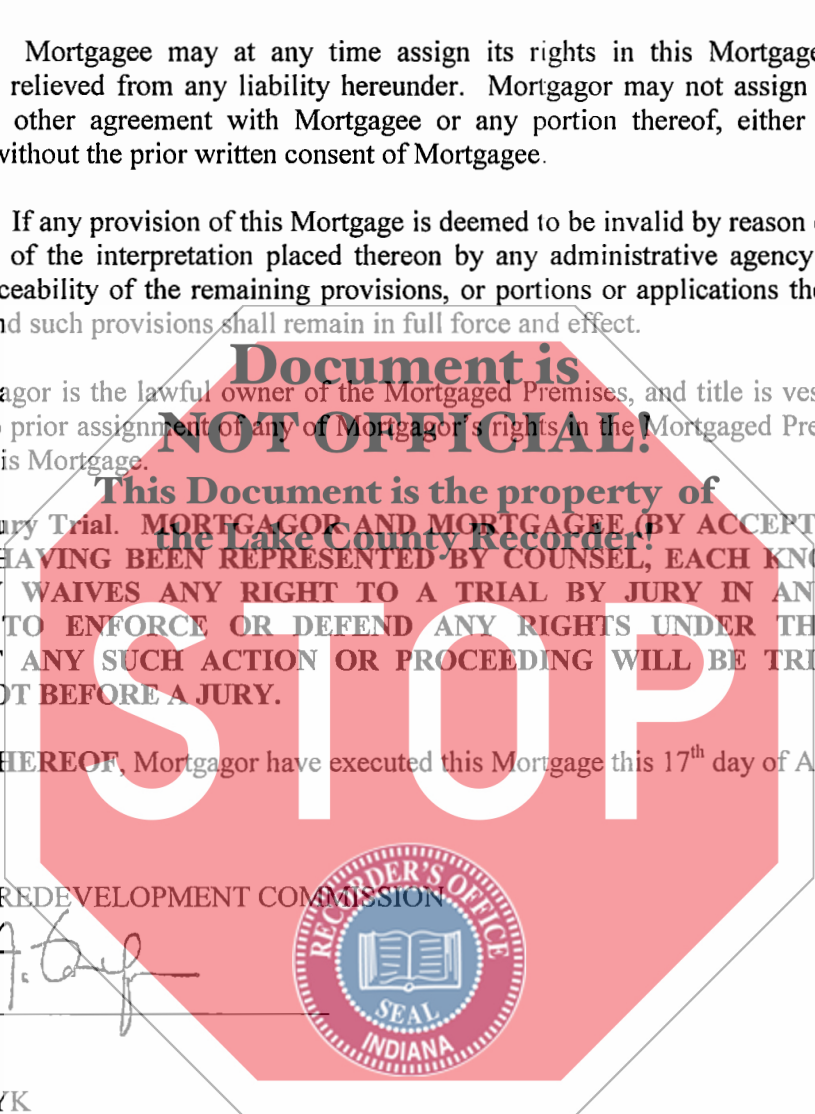 Mortgagee may at any time assign its rights in this Mortgage
relieved from any liability hereunder. Mortgagor may not assign
other agreement with Mortgagee or any portion thereof, either
without the prior written consent of Mortgagee.
If any provision of this Mortgage is deemed to be invalid by reason
of the interpretation placed thereon by any administrative agency
ceability of the remaining provisions, or portions or applications the
nd such provisions shall remain in full force and effect.
Document is
agor is the lawful owner of the Mortgaged Premises, and title is ves
NOT OFFICIAL!
prior assignment of any of Mortgagor's rights in the Mortgaged Pre
is Mortgage.
This Document is the property of
the Lake County Recorder!
ury Trial. MORTGAGOR AND MORTGAGEE (BY ACCEPT
HAVING BEEN REPRESENTED BY COUNSEL, EACH KNO
WAIVES ANY RIGHT TO A TRIAL BY JURY IN AN
TO ENFORCE OR DEFEND ANY RIGHTS UNDER TH
ANY SUCH ACTION OR PROCEEDING WILL BE TRI
OT BEFORE A JURY.
STOP
HEREOF, Mortgagor have executed this Mortgage this 17th day of A
REDEVELOPMENT COMMISSION
RECORDER'S OFFICE
SEAL
INDIANA
YK